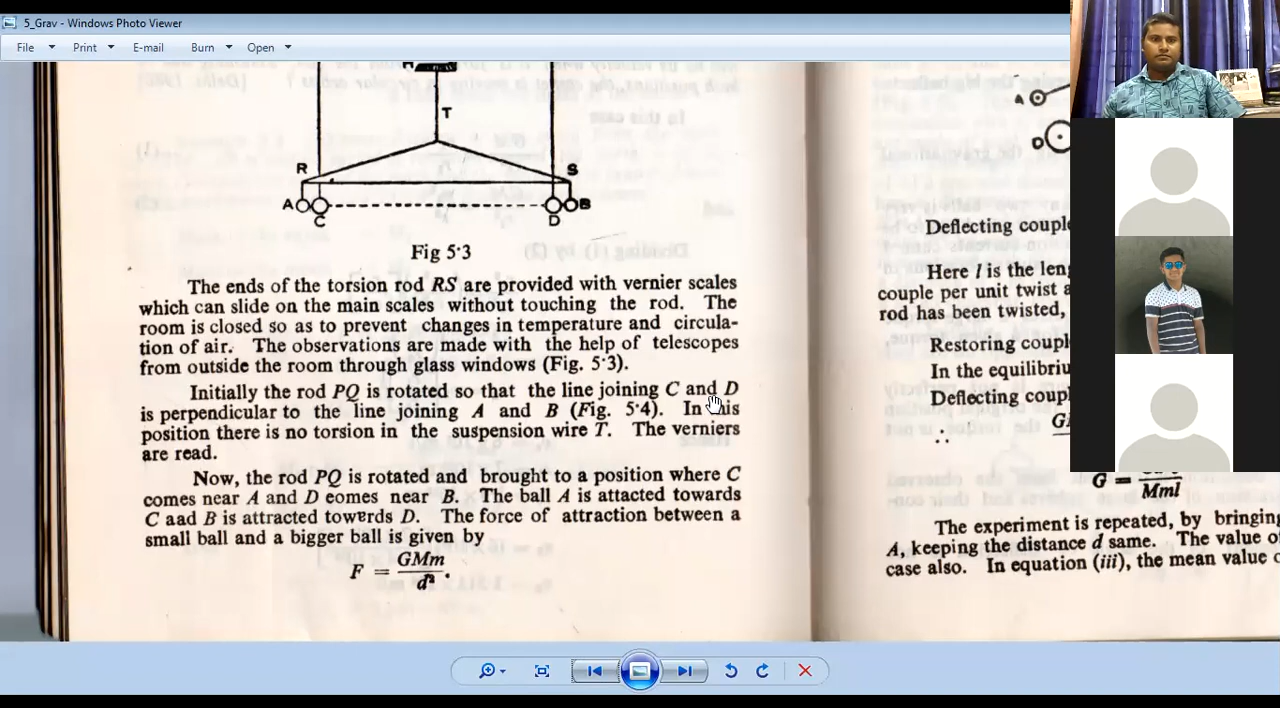 5_Grav - Windows Photo Viewer
File Print E-mail Burn Open
T
R S
A C D B
Fig 5·3
The ends of the torsion rod RS are provided with vernier scales
which can slide on the main scales without touching the rod. The
room is closed so as to prevent changes in temperature and circula-
tion of air. The observations are made with the help of telescopes
from outside the room through glass windows (Fig. 5·3).
Initially the rod PQ is rotated so that the line joining C and D
is perpendicular to the line joining A and B (Fig. 5·4). In this
position there is no torsion in the suspension wire T. The verniers
are read.
Now, the rod PQ is rotated and brought to a position where C
comes near A and D eomes near B. The ball A is attacted towards
C aad B is attracted towerds D. The force of attraction between a
small ball and a bigger ball is given by
F = GMm / d² .
A
D
Deflecting coupl
Here l is the len
couple per unit twist a
rod has been twisted,
Restoring coupl
In the equilibriu
Deflecting coup
∴ G
G = Mml
The experiment is repeated, by bringin
A, keeping the distance d same. The value o
case also. In equation (iii), the mean value